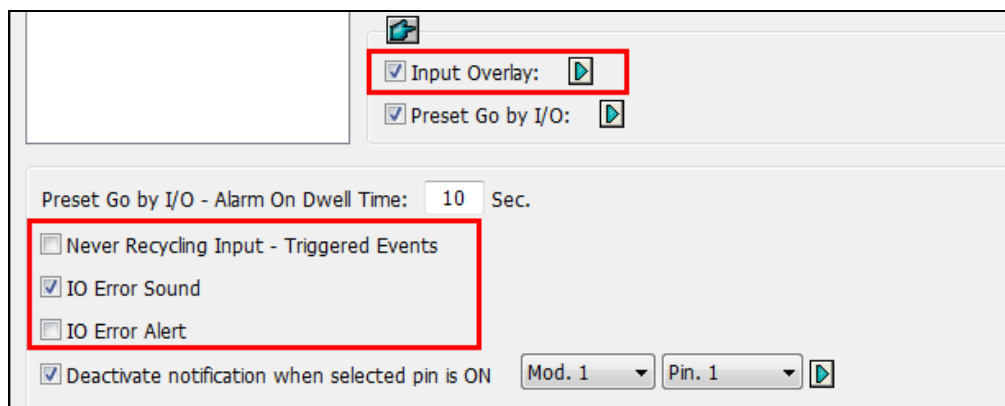 Input Overlay:
Preset Go by I/O:
Preset Go by I/O - Alarm On Dwell Time: 10 Sec.
Never Recycling Input - Triggered Events
IO Error Sound
IO Error Alert
Deactivate notification when selected pin is ON Mod. 1 Pin. 1